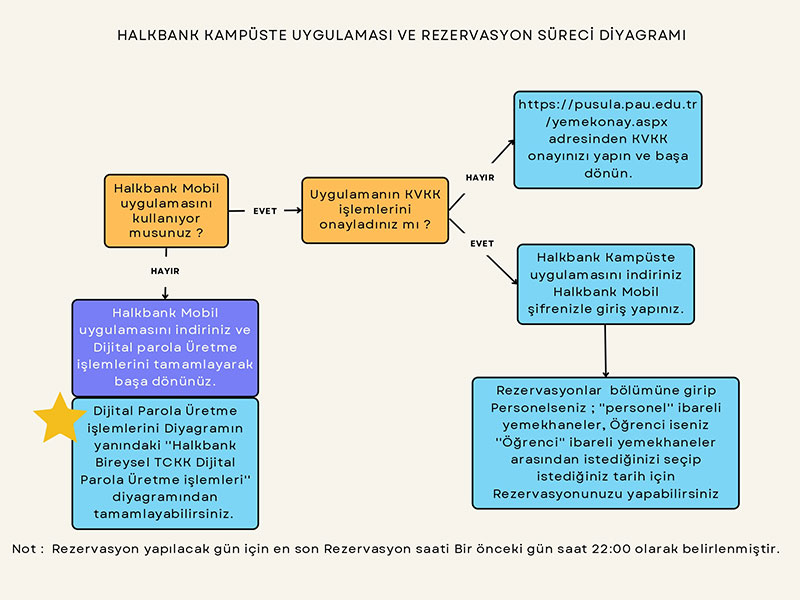 HALKBANK KAMPÜSTE UYGULAMASI VE REZERVASYON SÜRECİ DİYAGRAMI
Halkbank Mobil
uygulamasını
kullanıyor
musunuz ?
EVET
Uygulamanın KVKK
işlemlerini
onayladınız mı ?
HAYIR
https://pusula.pau.edu.tr
/yemekonay.aspx
adresinden KVKK
onayınızı yapın ve başa
dönün.
EVET
Halkbank Kampüste
uygulamasını indiriniz
Halkbank Mobil
şifrenizle giriş yapınız.
HAYIR
Halkbank Mobil
uygulamasını indiriniz ve
Dijital parola Üretme
işlemlerini tamamlayarak
başa dönünüz.
Dijital Parola Üretme
işlemlerini Diyagramın
yanındaki "Halkbank
Bireysel TCKK Dijital
Parola Üretme işlemleri"
diyagramından
tamamlayabilirsiniz.
Rezervasyonlar bölümüne girip
Personelseniz ; "personel" ibareli
yemekhaneler, Öğrenci iseniz
"Öğrenci" ibareli yemekhaneler
arasından istediğinizi seçip
istediğiniz tarih için
Rezervasyonunuzu yapabilirsiniz
Not : Rezervasyon yapılacak gün için en son Rezervasyon saati Bir önceki gün saat 22:00 olarak belirlenmiştir.